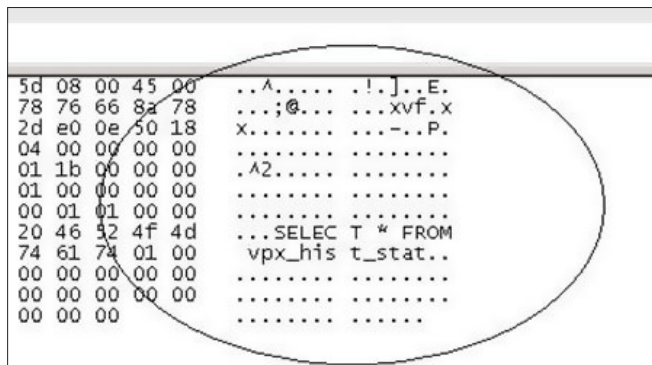 5d 08 00 45 00 ..^..... .!.]..E.
78 76 66 8a 78 ...;@... ...xvf.x
2d e0 0e 50 18 x....... ...-..P.
04 00 00 00 00 ........ ........
01 1b 00 00 00 .^2..... ........
01 00 00 00 00 ........ ........
00 01 01 00 00 ........ ........
20 46 52 4f 4d ...SELEC T * FROM
74 61 74 01 00 vpx_his t_stat..
00 00 00 00 00 ........ ........
00 00 00 00 00 ........ ........
00 00 00 ........ ......